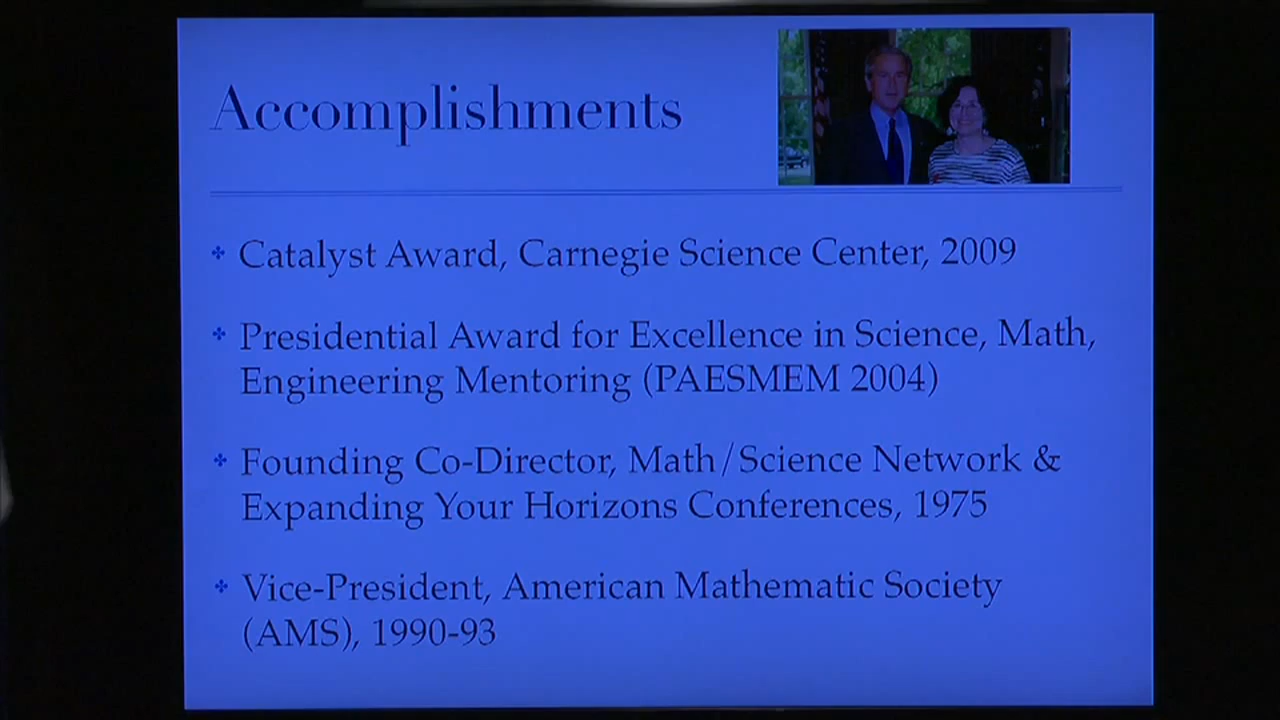 Accomplishments
Catalyst Award, Carnegie Science Center, 2009
Presidential Award for Excellence in Science, Math,
Engineering Mentoring (PAESMEM 2004)
Founding Co-Director, Math/Science Network &
Expanding Your Horizons Conferences, 1975
Vice-President, American Mathematic Society
(AMS), 1990-93